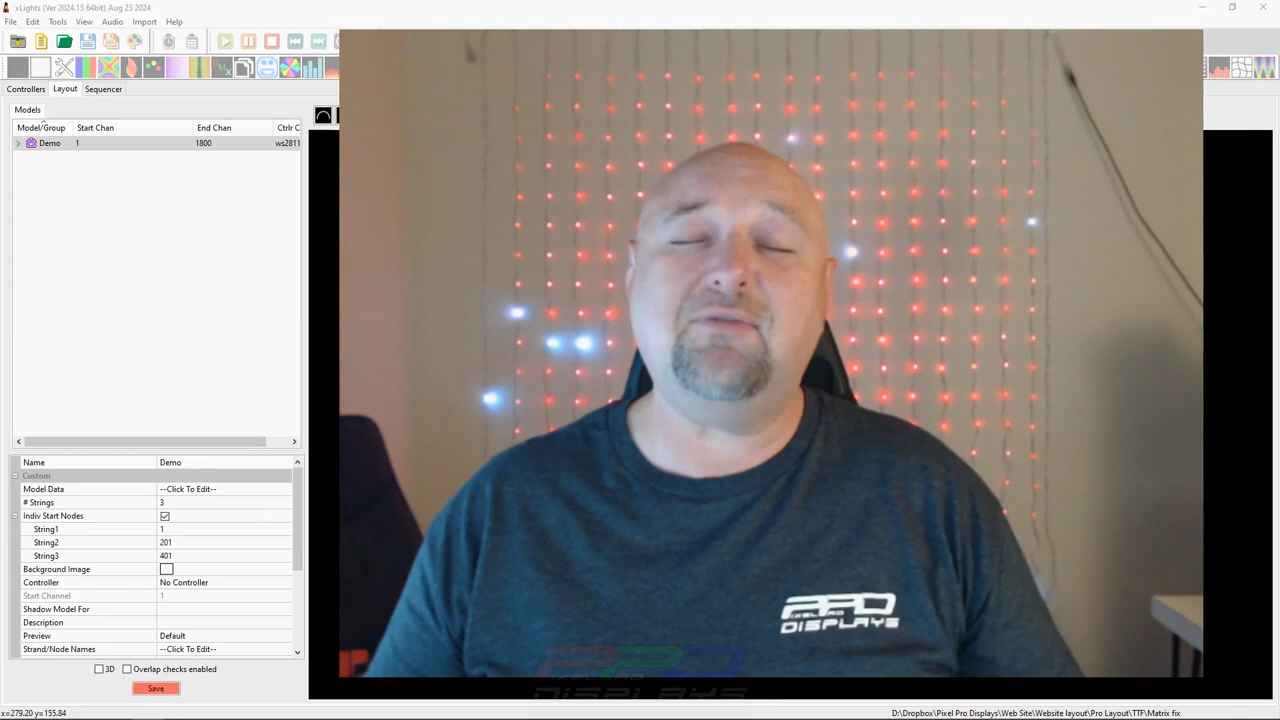 xLights (Ver 2024.15 64bit) Aug 23 2024
File Edit Tools View Audio Import Help
Controllers Layout Sequencer
Models
Model/Group Start Chan End Chan Ctrlr C
Demo 1 1800 ws2811
Name Demo
Custom
Model Data --Click To Edit--
# Strings 3
Indiv Start Nodes
String1 1
String2 201
String3 401
Background Image
Controller No Controller
Start Channel 1
Shadow Model For
Description
Preview Default
Strand/Node Names --Click To Edit--
3D Overlap checks enabled
Save
PPD
PIXEL PRO
DISPLAYS
DISPLAYS
x=279.20 y=155.84 D:\Dropbox\Pixel Pro Displays\Web Site\Website layout\Pro Layout\TTF\Matrix fix